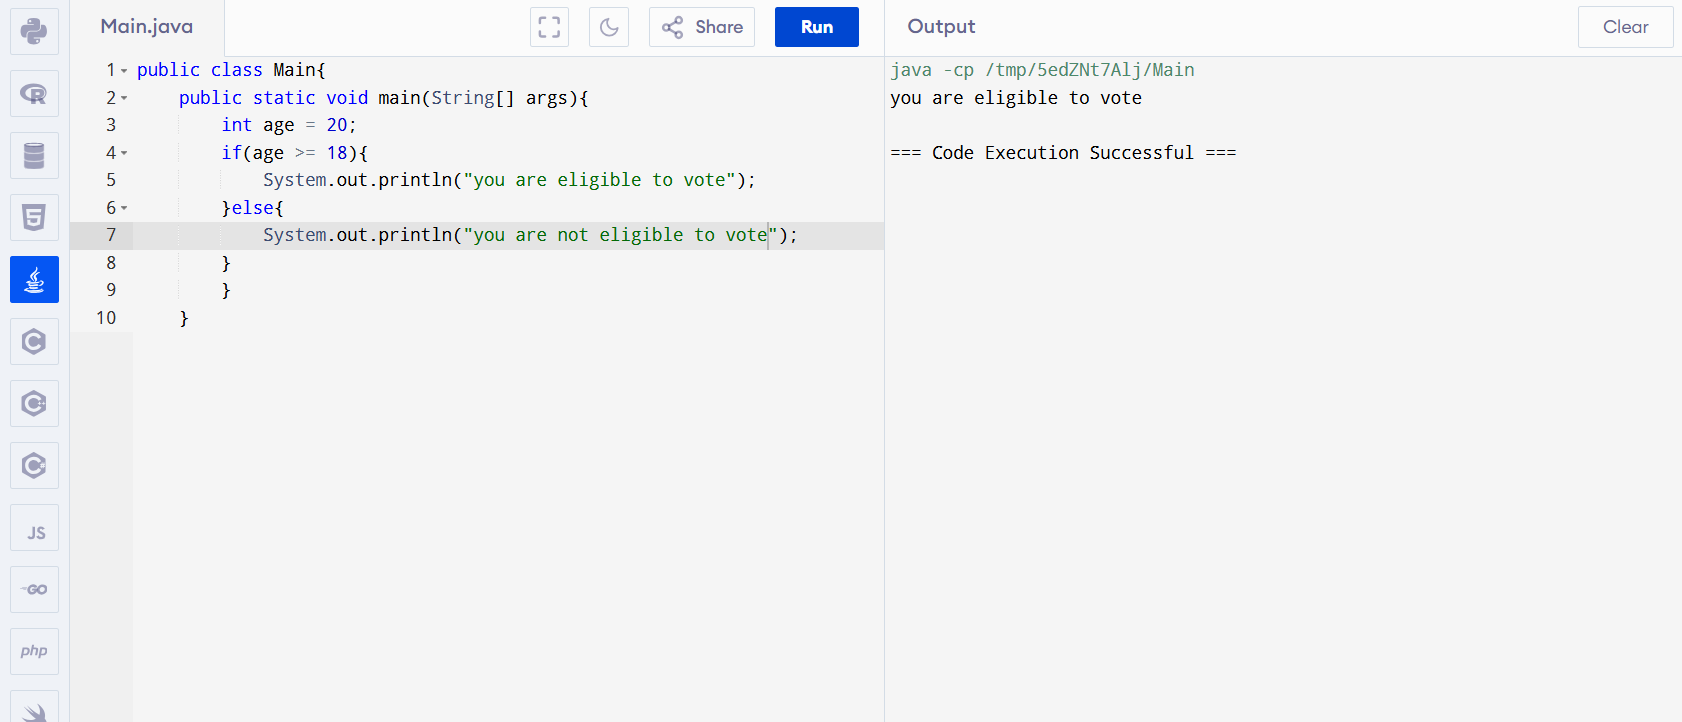 Main.java
Share
Run
Output
Clear
1 public class Main{
2 public static void main(String[] args){
3 int age = 20;
4 if(age >= 18){
5 System.out.println("you are eligible to vote");
6 }else{
7 System.out.println("you are not eligible to vote");
8 }
9 }
10 }
java -cp /tmp/5edZNt7Alj/Main
you are eligible to vote
=== Code Execution Successful ===
R
5
C
C+
C
JS
GO
php